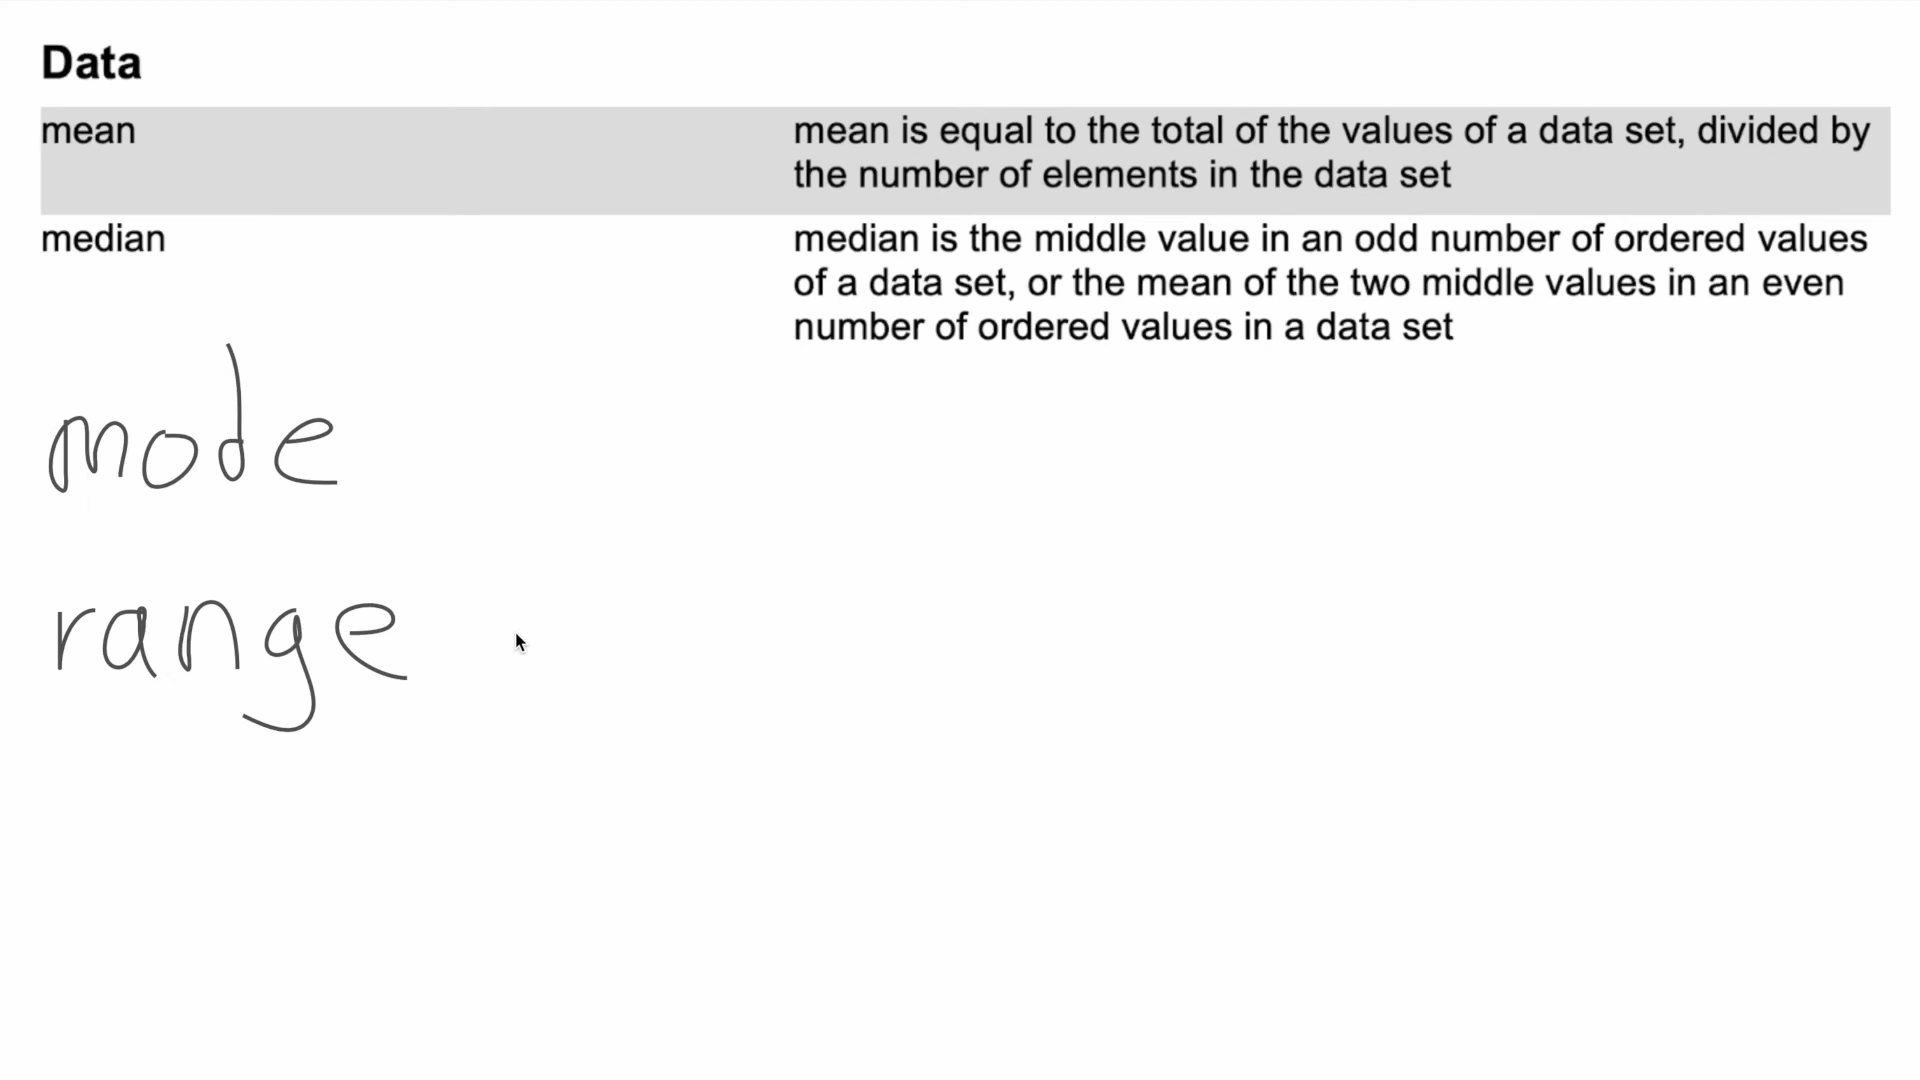 Data
mean
mean is equal to the total of the values of a data set, divided by
the number of elements in the data set
median
median is the middle value in an odd number of ordered values
of a data set, or the mean of the two middle values in an even
number of ordered values in a data set
mode
range